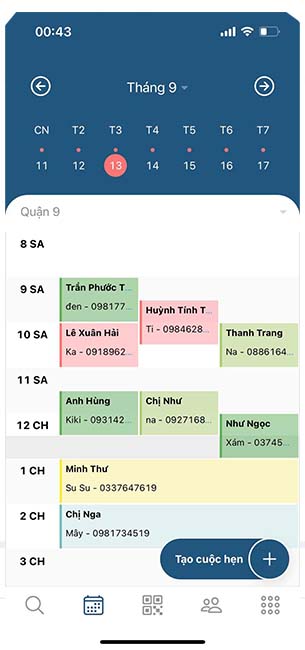 00:43
Tháng 9
CN T2 T3 T4 T5 T6 T7
11 12 13 14 15 16 17
Quận 9
8 SA
9 SA
Trần Phước T...
đen - 098177...
Huỳnh Tính T...
Ti - 0984628...
10 SA
Lê Xuân Hải
Ka - 0918962...
Thanh Trang
Na - 0886164...
11 SA
Anh Hùng
Kiki - 093142...
Chị Như
na - 0927168...
12 CH
Như Ngọc
Xám - 03745...
1 CH
Minh Thư
Su Su - 0337647619
2 CH
Chị Nga
Mây - 0981734519
3 CH
Tạo cuộc hẹn